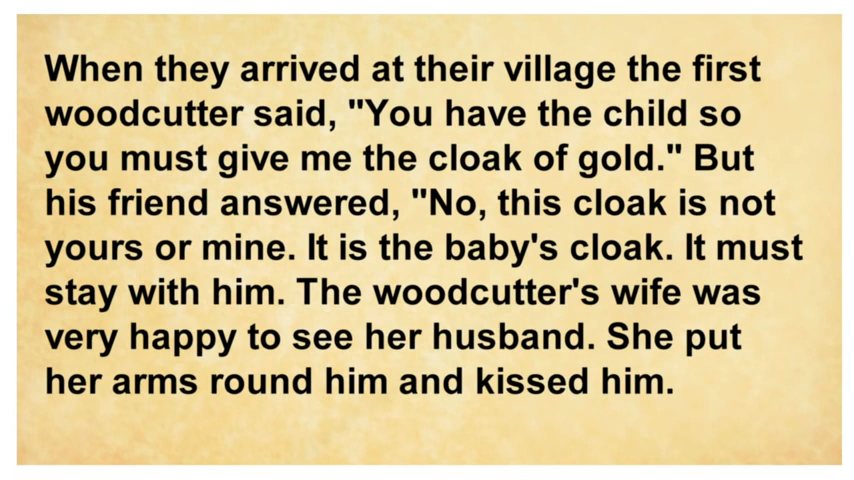 When they arrived at their village the first
woodcutter said, "You have the child so
you must give me the cloak of gold." But
his friend answered, "No, this cloak is not
yours or mine. It is the baby's cloak. It must
stay with him. The woodcutter's wife was
very happy to see her husband. She put
her arms round him and kissed him.